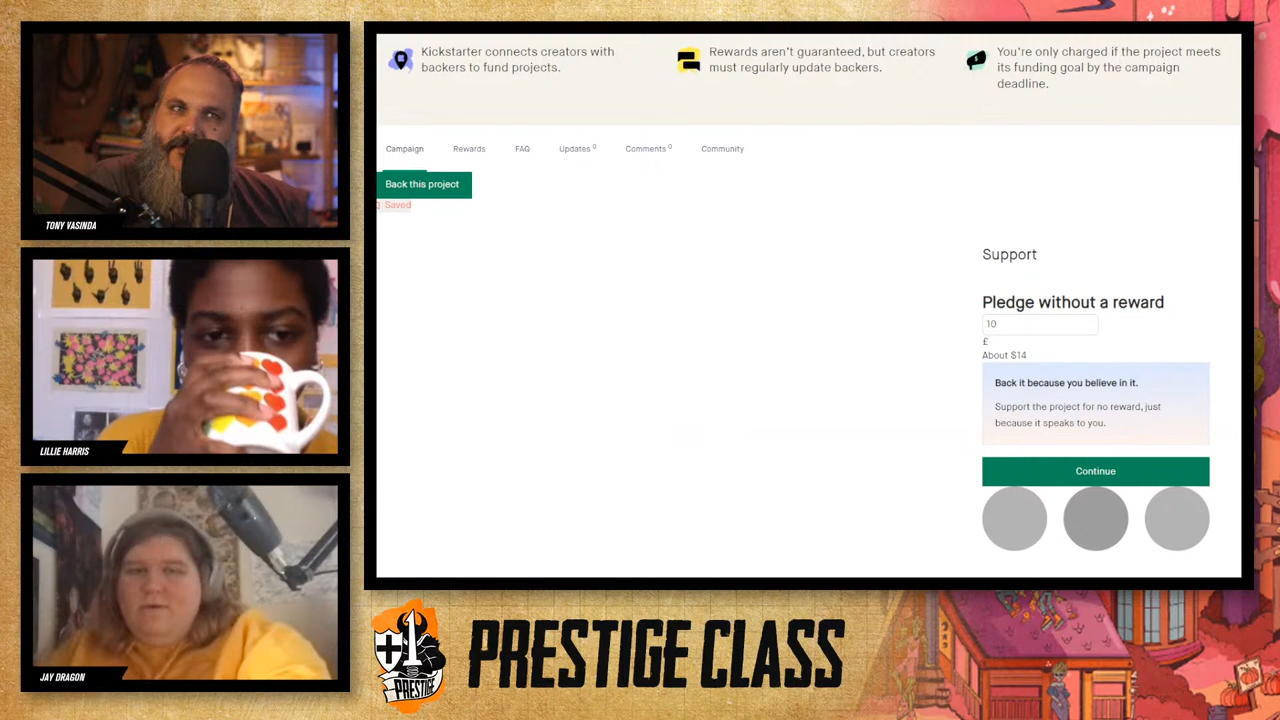 TONY VASINDA
LILLIE HARRIS
JAY DRAGON
Kickstarter connects creators with
backers to fund projects.
Rewards aren't guaranteed, but creators
must regularly update backers.
$
You're only charged if the project meets
its funding goal by the campaign
deadline.
Campaign Rewards FAQ Updates 0 Comments 0 Community
Back this project
Saved
Support
Pledge without a reward
10
£
About $14
Back it because you believe in it.
Support the project for no reward, just
because it speaks to you.
Continue
PRESTIGE
PRESTIGE CLASS